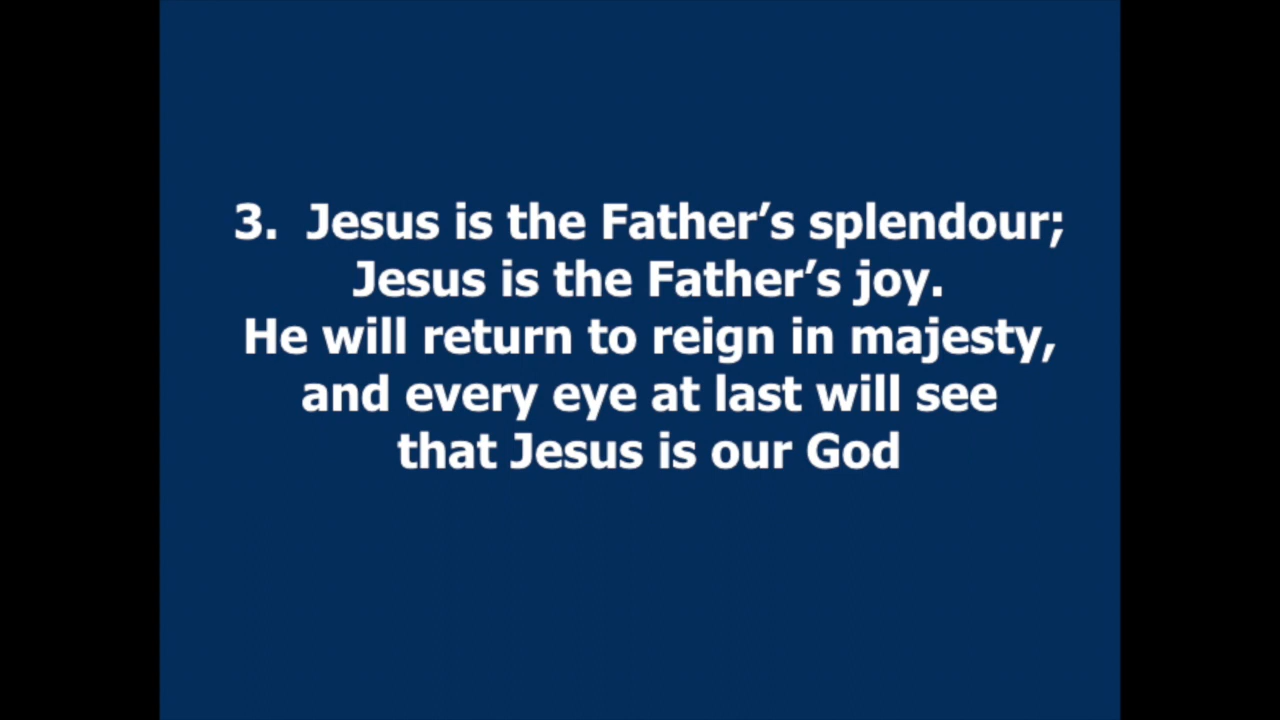 3.  Jesus is the Father’s splendour;
Jesus is the Father’s joy.
He will return to reign in majesty,
and every eye at last will see
that Jesus is our God